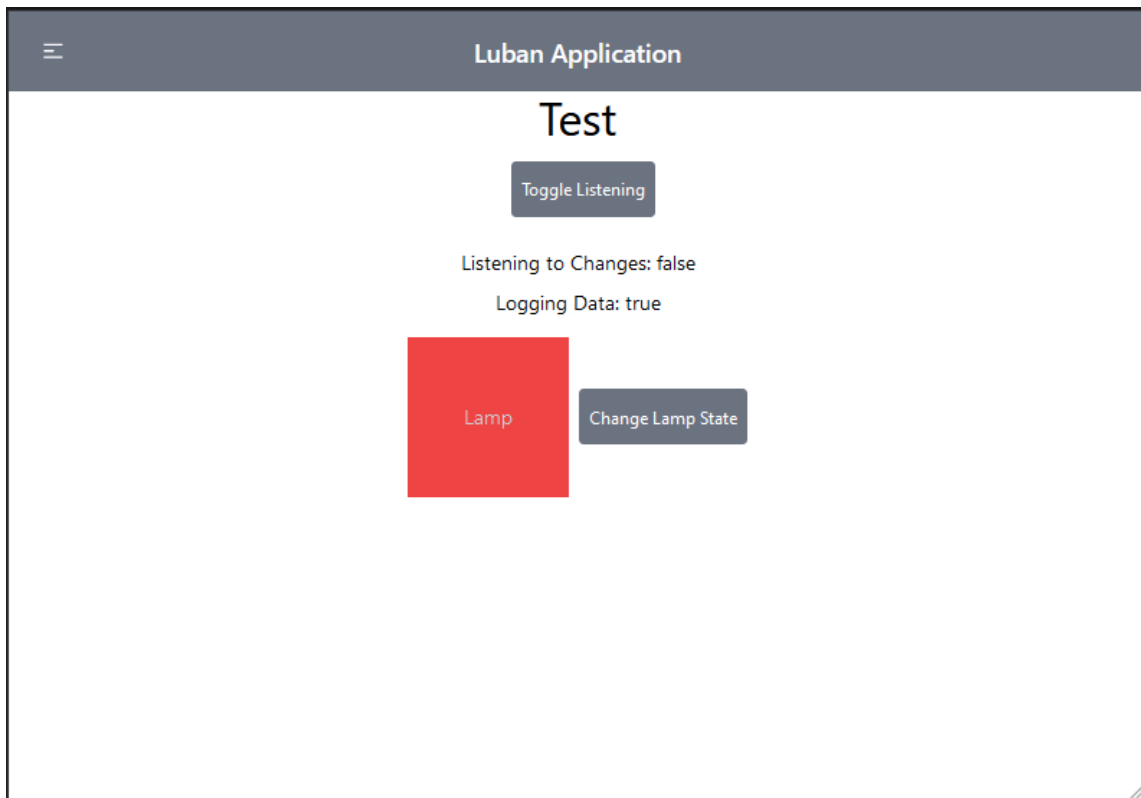 Luban Application
Test
Toggle Listening
Listening to Changes: false
Logging Data: true
Lamp
Change Lamp State